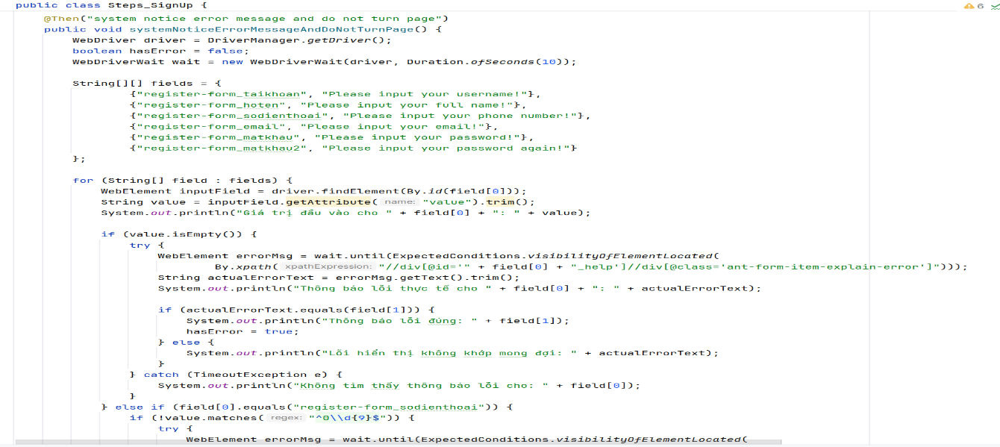 public class Steps_SignUp {
6
@Then("system notice error message and do not turn page")
public void systemNoticeErrorMessageAndDoNotTurnPage() {
WebDriver driver = DriverManager.getDriver();
boolean hasError = false;
WebDriverWait wait = new WebDriverWait(driver, Duration.ofSeconds(10));
String[][] fields = {
{"register-form_taikhoan", "Please input your username!"},
{"register-form_hoten", "Please input your full name!"},
{"register-form_sodienthoai", "Please input your phone number!"},
{"register-form_email", "Please input your email!"},
{"register-form_matkhau", "Please input your password!"},
{"register-form_matkhau2", "Please input your password again!"}
};
for (String[] field : fields) {
WebElement inputField = driver.findElement(By.id(field[0]));
String value = inputField.getAttribute( name: "value").trim();
System.out.println("Giá trị đầu vào cho " + field[0] + ": " + value);
if (value.isEmpty()) {
try {
WebElement errorMsg = wait.until(ExpectedConditions.visibilityOfElementLocated(
By.xpath( xpathExpression: "//div[@id='" + field[0] + "_help']//div[@class='ant-form-item-explain-error']")));
String actualErrorText = errorMsg.getText().trim();
System.out.println("Thông báo lỗi thực tế cho " + field[0] + ": " + actualErrorText);
if (actualErrorText.equals(field[1])) {
System.out.println("Thông báo lỗi đúng: " + field[1]);
hasError = true;
} else {
System.out.println("Lỗi hiển thị không khớp mong đợi: " + actualErrorText);
}
} catch (TimeoutException e) {
System.out.println("Không tìm thấy thông báo lỗi cho: " + field[0]);
}
} else if (field[0].equals("register-form_sodienthoai")) {
if (!value.matches( regex: "^0\\d{9}$")) {
try {
WebElement errorMsg = wait.until(ExpectedConditions.visibilityOfElementLocated(